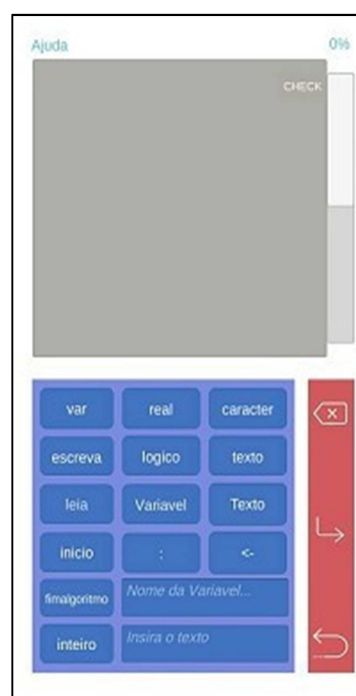 Ajuda 0%
CHECK
var real caracter
escreva logico texto
leia Variavel Texto
inicio : <-
fimalgoritmo Nome da Variavel...
inteiro Insira o texto